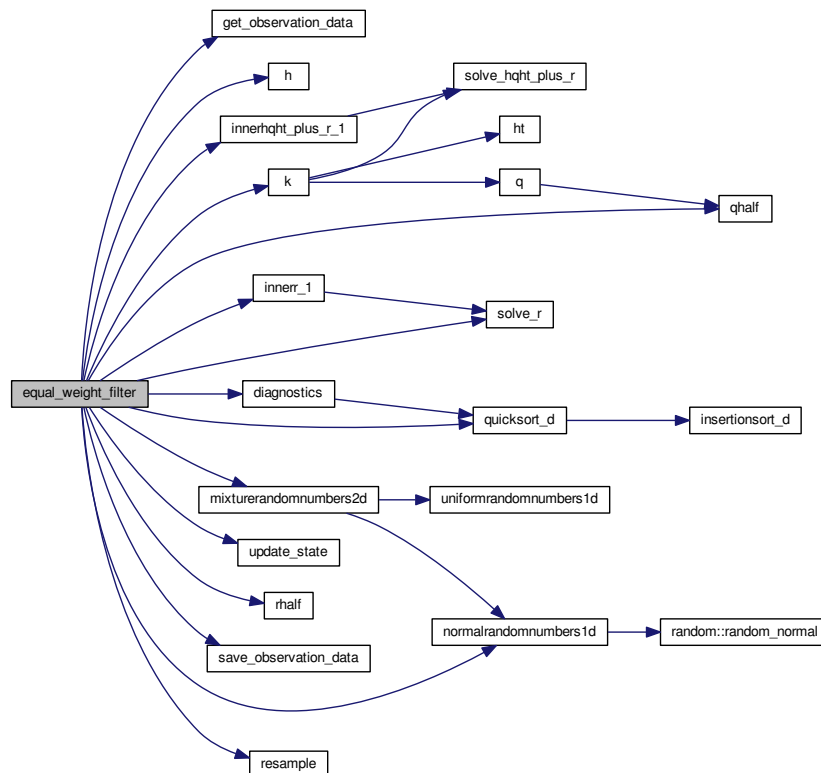 get_observation_data
h
solve_hqht_plus_r
innerhqht_plus_r_1
ht
k
q
qhalf
innerr_1
solve_r
equal_weight_filter
diagnostics
quicksort_d
insertionsort_d
mixturerandomnumbers2d
uniformrandomnumbers1d
update_state
rhalf
normalrandomnumbers1d
random::random_normal
save_observation_data
resample